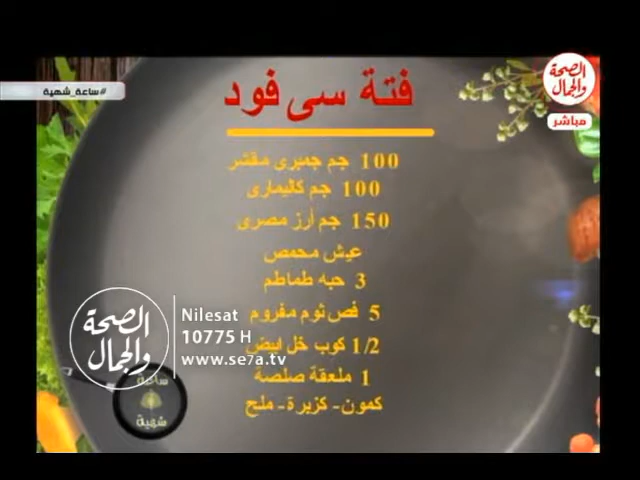 #ساعة_شهية
الصحة
والجمال
مباشر
فتة سى فود
100 جم جمبرى مقشر
100 جم كاليمارى
150 جم أرز مصرى
عيش محمص
3 حبه طماطم
5 فص ثوم مفروم
1/2 كوب خل ابيض
1 ملعقة صلصة
كمون- كزبرة- ملح
الصحة
والجمال
Nilesat
10775 H
www.se7a.tv
ساعة
شهية